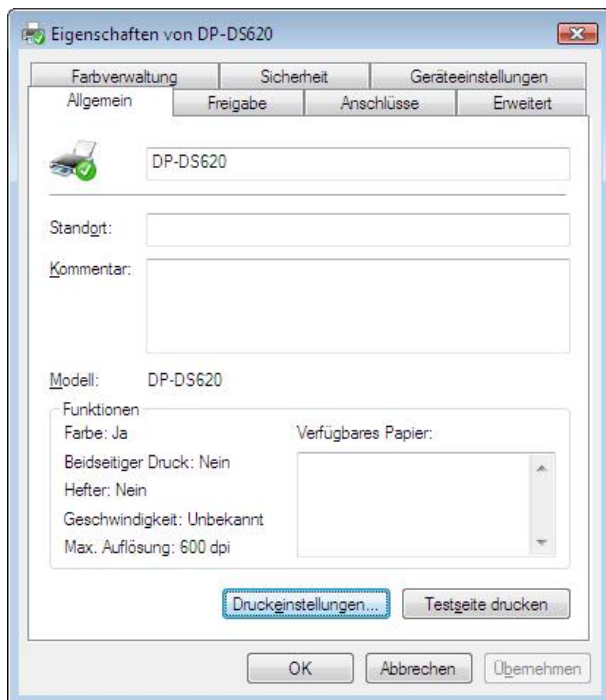 Eigenschaften von DP-DS620
Farbverwaltung Sicherheit Geräteeinstellungen
Allgemein Freigabe Anschlüsse Erweitert
DP-DS620
Standort:
Kommentar:
Modell: DP-DS620
Funktionen
Farbe: Ja Verfügbares Papier:
Beidseitiger Druck: Nein
Hefter: Nein
Geschwindigkeit: Unbekannt
Max. Auflösung: 600 dpi
Druckeinstellungen... Testseite drucken
OK Abbrechen Übernehmen